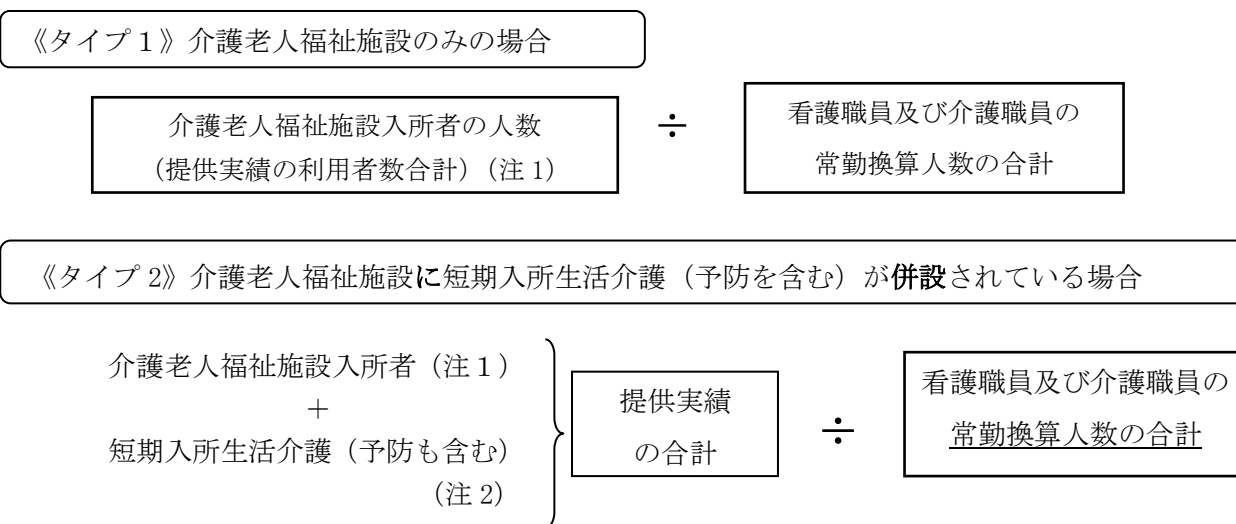 《タイプ１》介護老人福祉施設のみの場合
介護老人福祉施設入所者の人数
（提供実績の利用者数合計）（注 1）
÷
看護職員及び介護職員の
常勤換算人数の合計
《タイプ 2》介護老人福祉施設に短期入所生活介護（予防を含む）が併設されている場合
介護老人福祉施設入所者（注１）
＋
短期入所生活介護（予防も含む）
（注 2）
提供実績
の合計
÷
看護職員及び介護職員の
常勤換算人数の合計